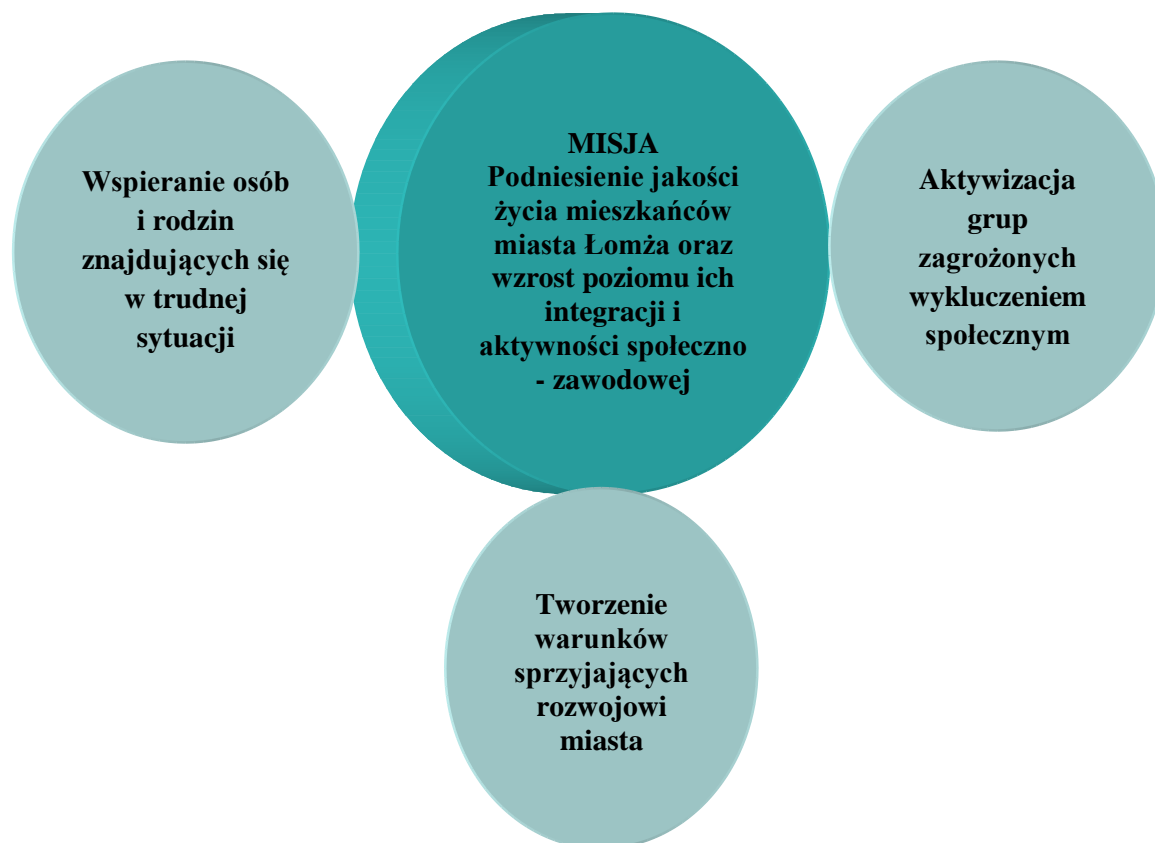 Wspieranie osób
i rodzin
znajdujących się
w trudnej
sytuacji
MISJA
Podniesienie jakości
życia mieszkańców
miasta Łomża oraz
wzrost poziomu ich
integracji i
aktywności społeczno
- zawodowej
Aktywizacja
grup
zagrożonych
wykluczeniem
społecznym
Tworzenie
warunków
sprzyjających
rozwojowi
miasta